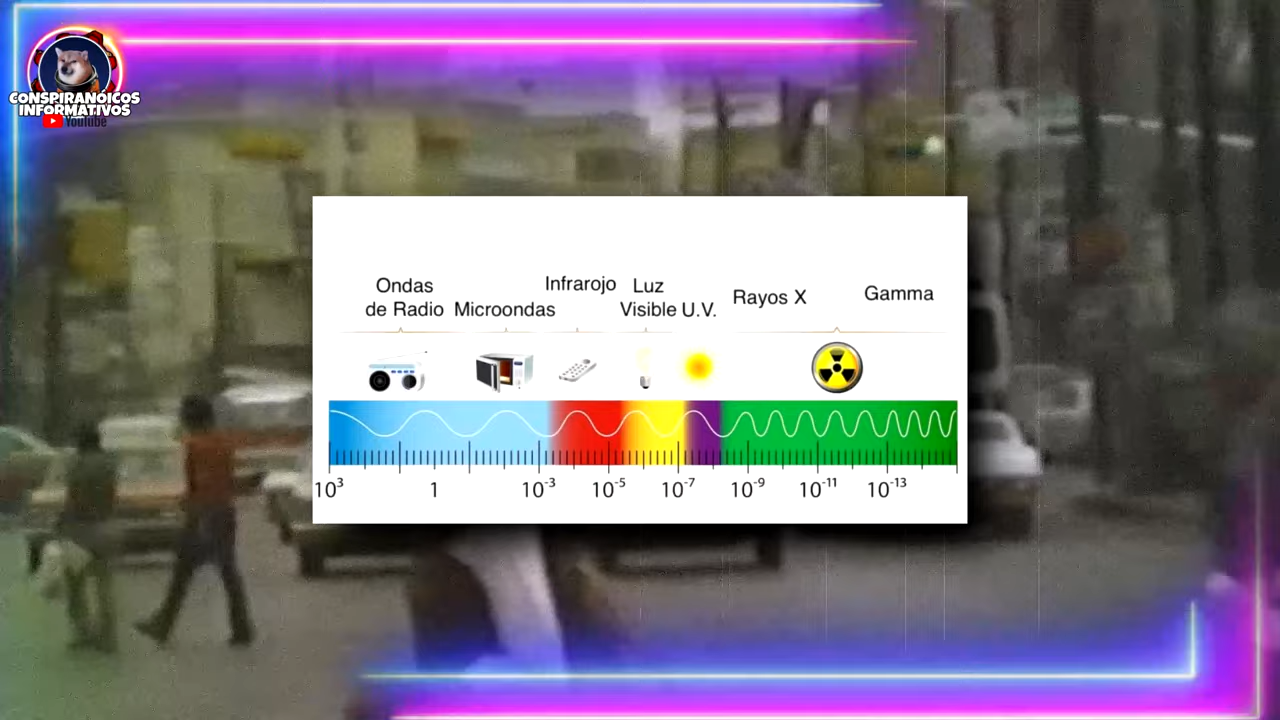 CONSPIRANOICOS
INFORMATIVOS
YouTube
Ondas
de Radio
Microondas
Infrarojo
Luz
Visible
U.V.
Rayos X
Gamma
10³
1
10⁻³
10⁻⁵
10⁻⁷
10⁻⁹
10⁻¹¹
10⁻¹³